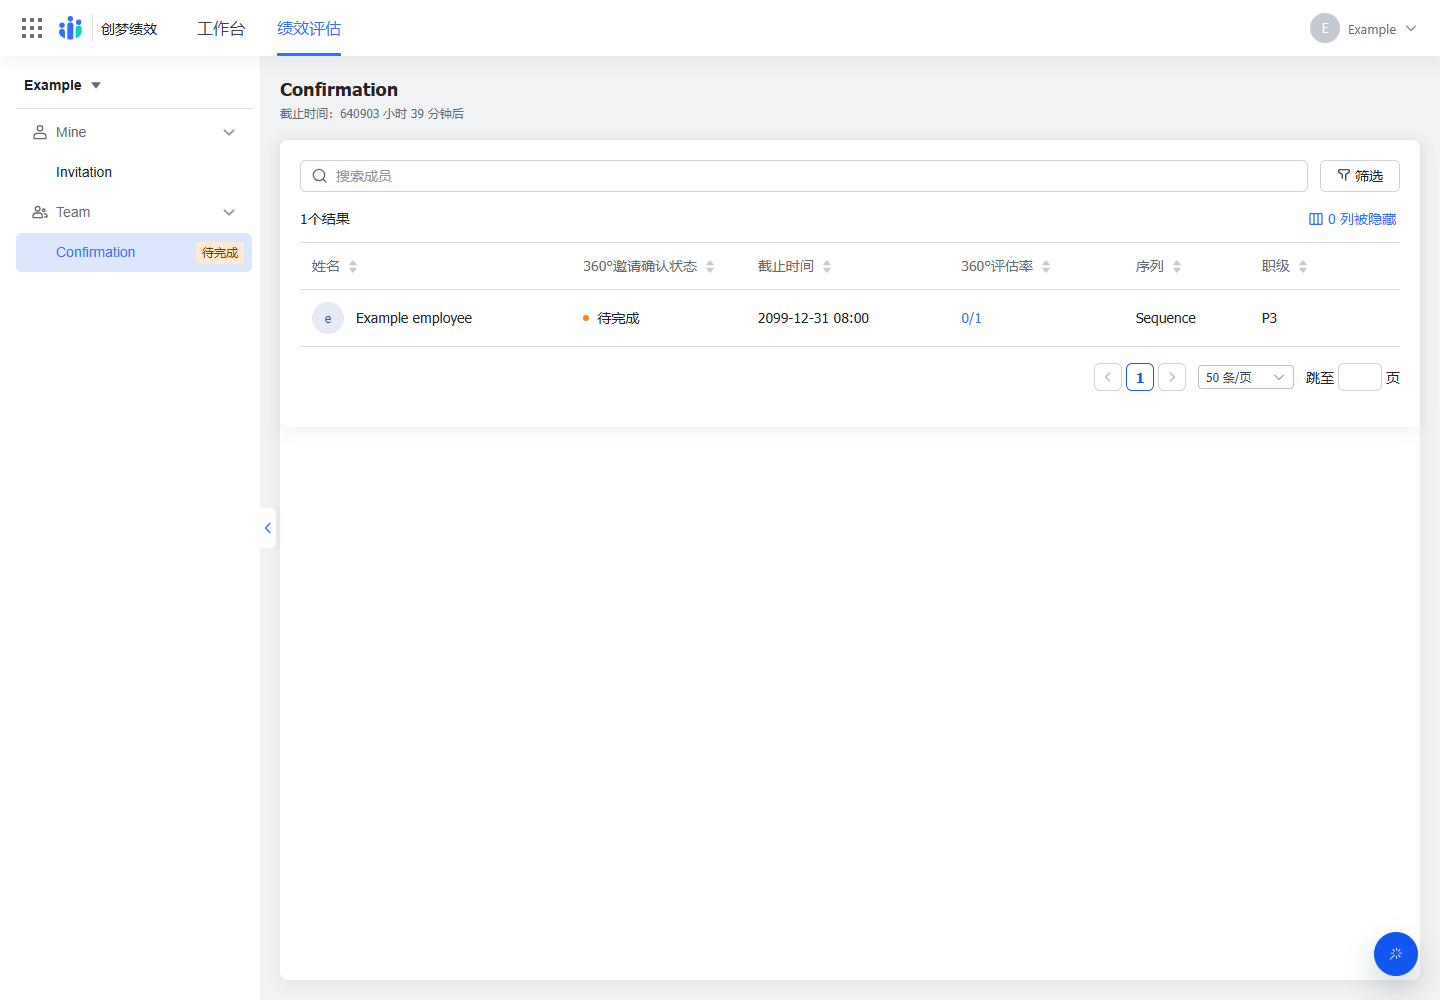 创梦绩效
工作台
绩效评估
E
Example
Example
Mine
Invitation
Team
Confirmation
待完成
Confirmation
截止时间：640903 小时 39 分钟后
搜索成员
筛选
1个结果
0 列被隐藏
姓名
360°邀请确认状态
截止时间
360°评估率
序列
职级
e
Example employee
待完成
2099-12-31 08:00
0/1
Sequence
P3
1
50 条/页
跳至
页